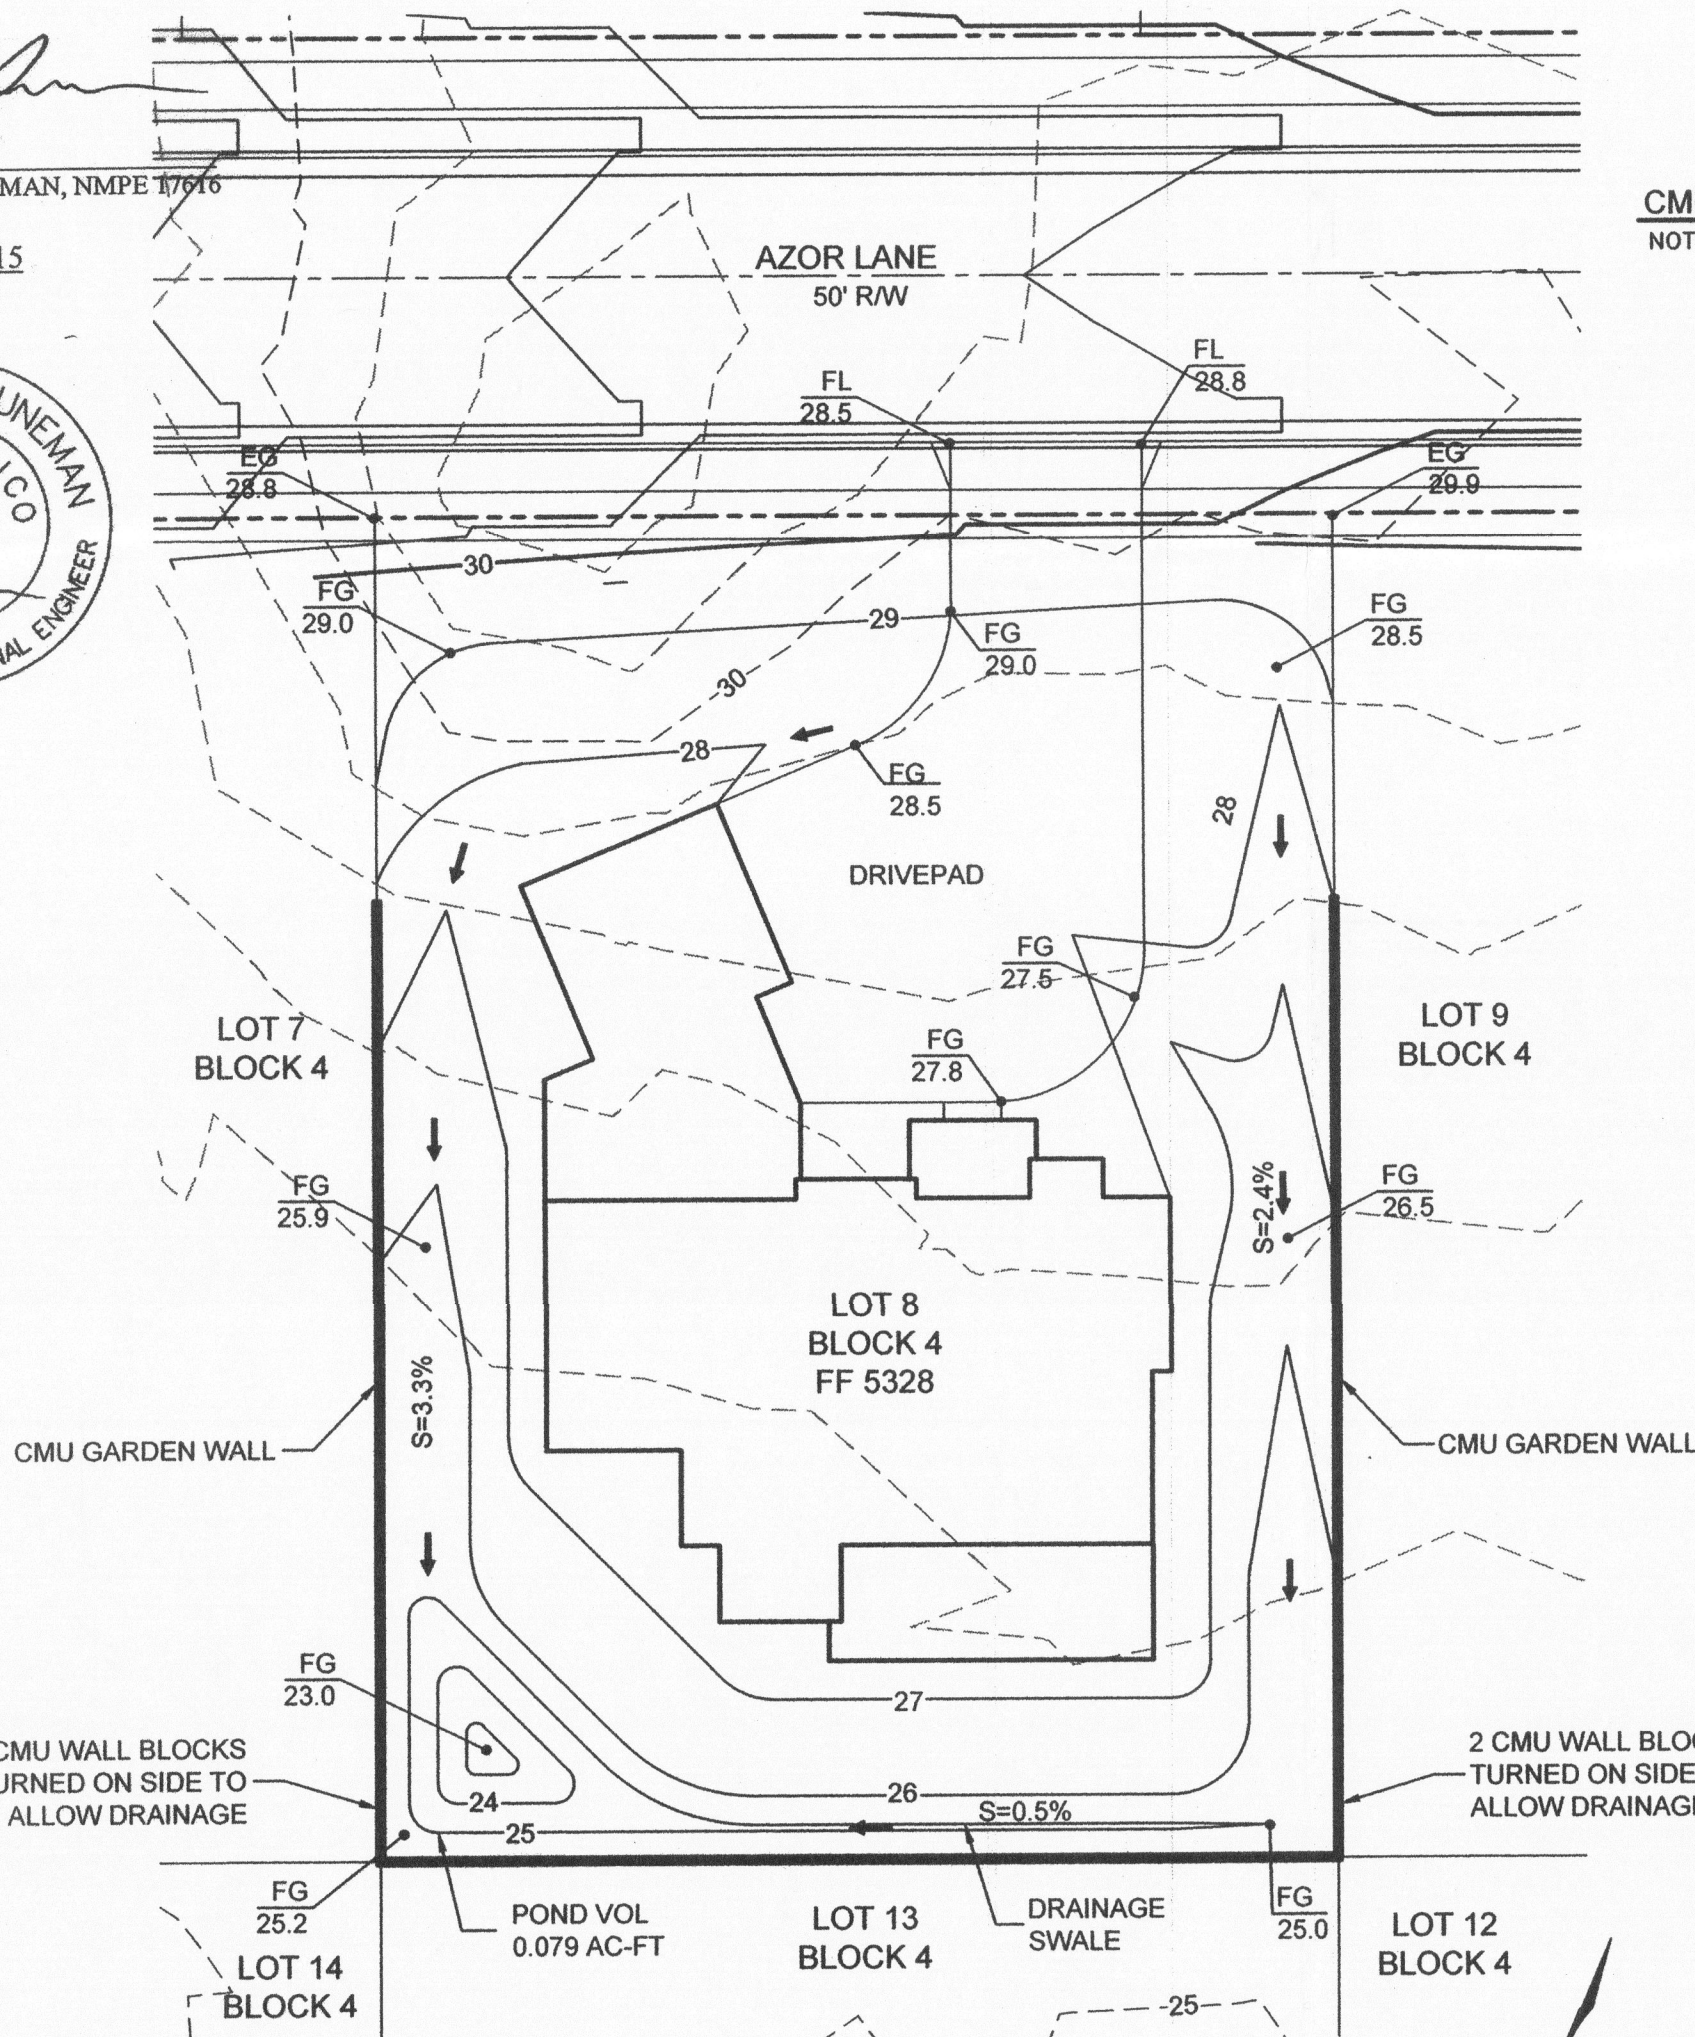 MAN, NMPE 17616
15
UNEMAN
ICO
NAL ENGINEER
CM
NOT
AZOR LANE
50' R/W
FL
28.8
FL
28.5
EG
28.8
EG
29.9
30
FG
29.0
29
FG
28.5
FG
29.0
30
28
FG
28.5
28
DRIVEPAD
FG
27.5
LOT 7
BLOCK 4
LOT 9
BLOCK 4
FG
27.8
FG
25.9
S=2.4%
FG
26.5
LOT 8
BLOCK 4
FF 5328
S=3.3%
CMU GARDEN WALL
CMU GARDEN WALL
FG
23.0
27
CMU WALL BLOCKS
URNED ON SIDE TO
ALLOW DRAINAGE
2 CMU WALL BLO
TURNED ON SIDE
ALLOW DRAINAG
24
26
S=0.5%
25
FG
25.2
POND VOL
0.079 AC-FT
LOT 13
BLOCK 4
DRAINAGE
SWALE
FG
25.0
LOT 12
BLOCK 4
LOT 14
BLOCK 4
25